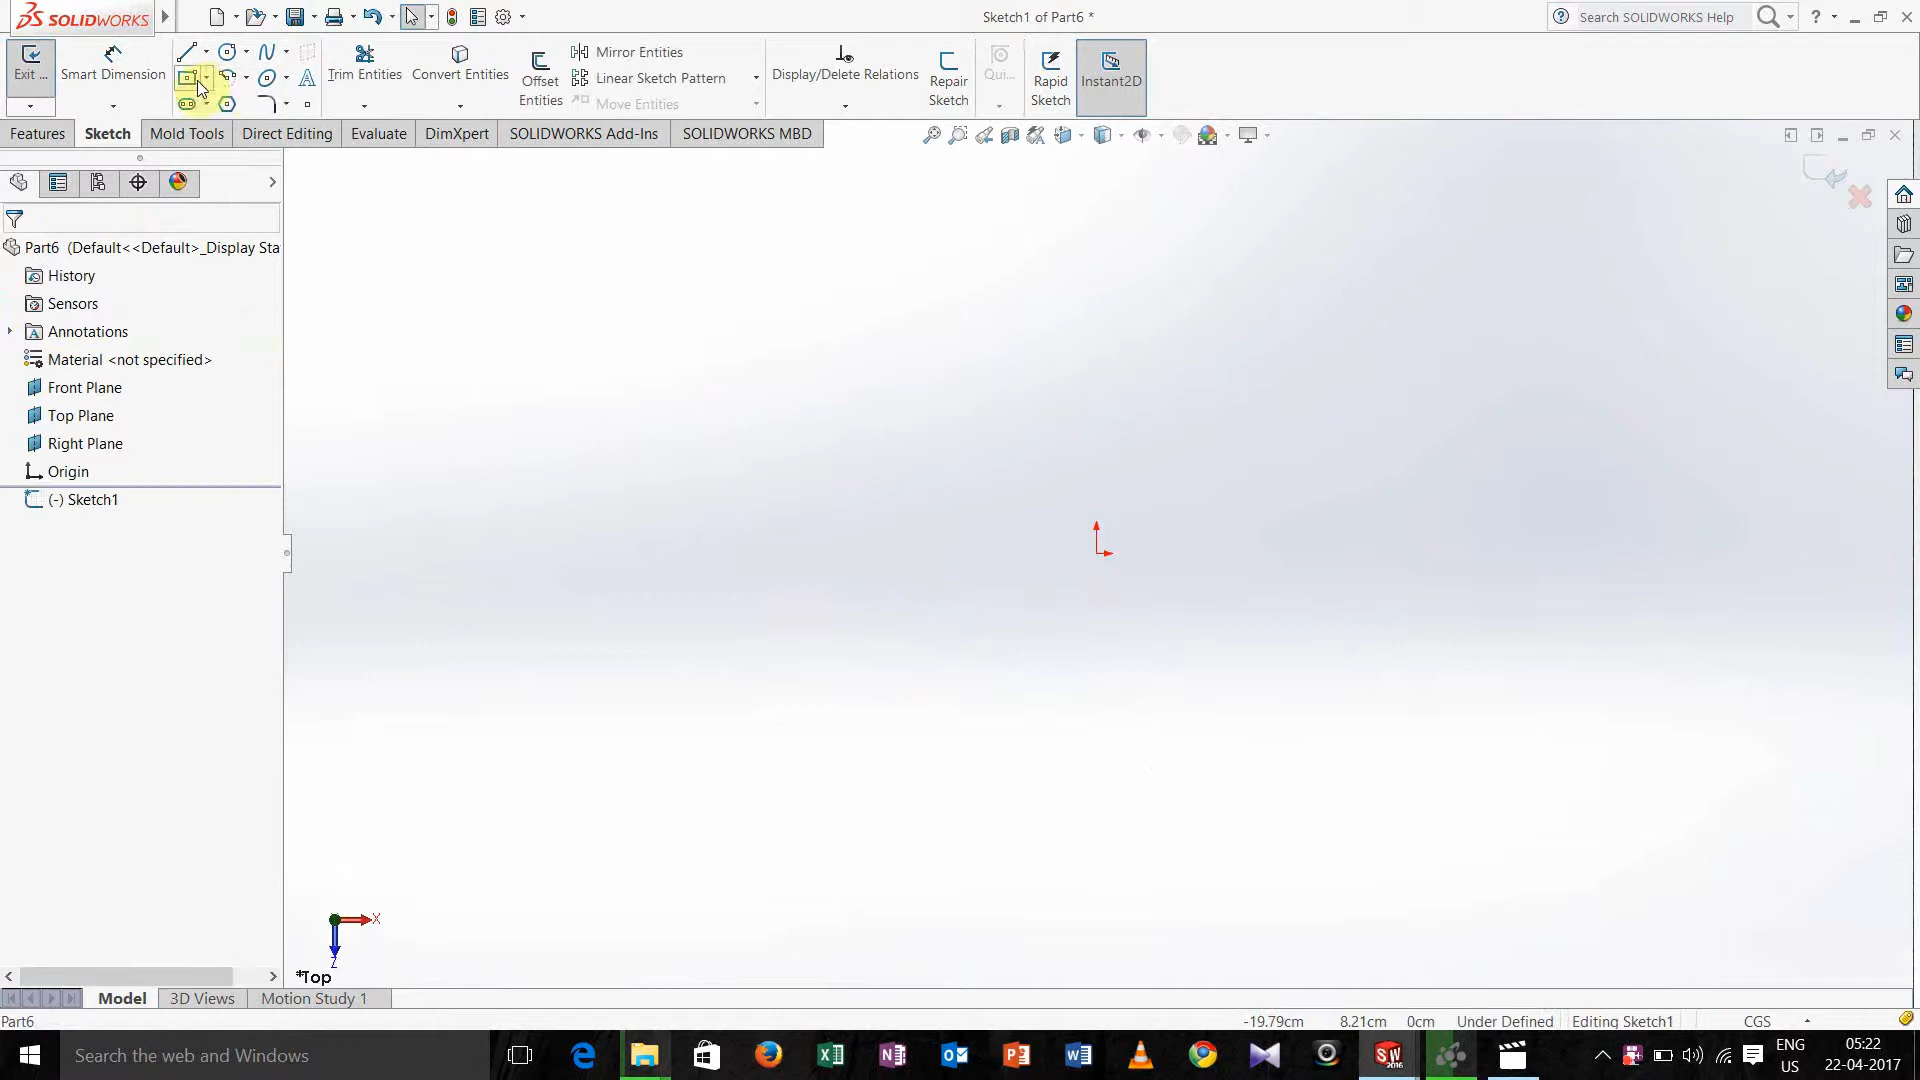 SOLIDWORKS
Sketch1 of Part6 *
Search SOLIDWORKS Help
Exit ...
Smart Dimension
Trim Entities
Convert Entities
Offset Entities
Mirror Entities
Linear Sketch Pattern
Move Entities
Display/Delete Relations
Repair Sketch
Qui...
Rapid Sketch
Instant2D
Features
Sketch
Mold Tools
Direct Editing
Evaluate
DimXpert
SOLIDWORKS Add-Ins
SOLIDWORKS MBD
Part6 (Default<<Default>_Display Sta
History
Sensors
Annotations
Material <not specified>
Front Plane
Top Plane
Right Plane
Origin
(-) Sketch1
X
Z
*Top
Model
3D Views
Motion Study 1
Part6
-19.79cm
8.21cm
0cm
Under Defined
Editing Sketch1
CGS
Search the web and Windows
ENG
US
05:22
22-04-2017